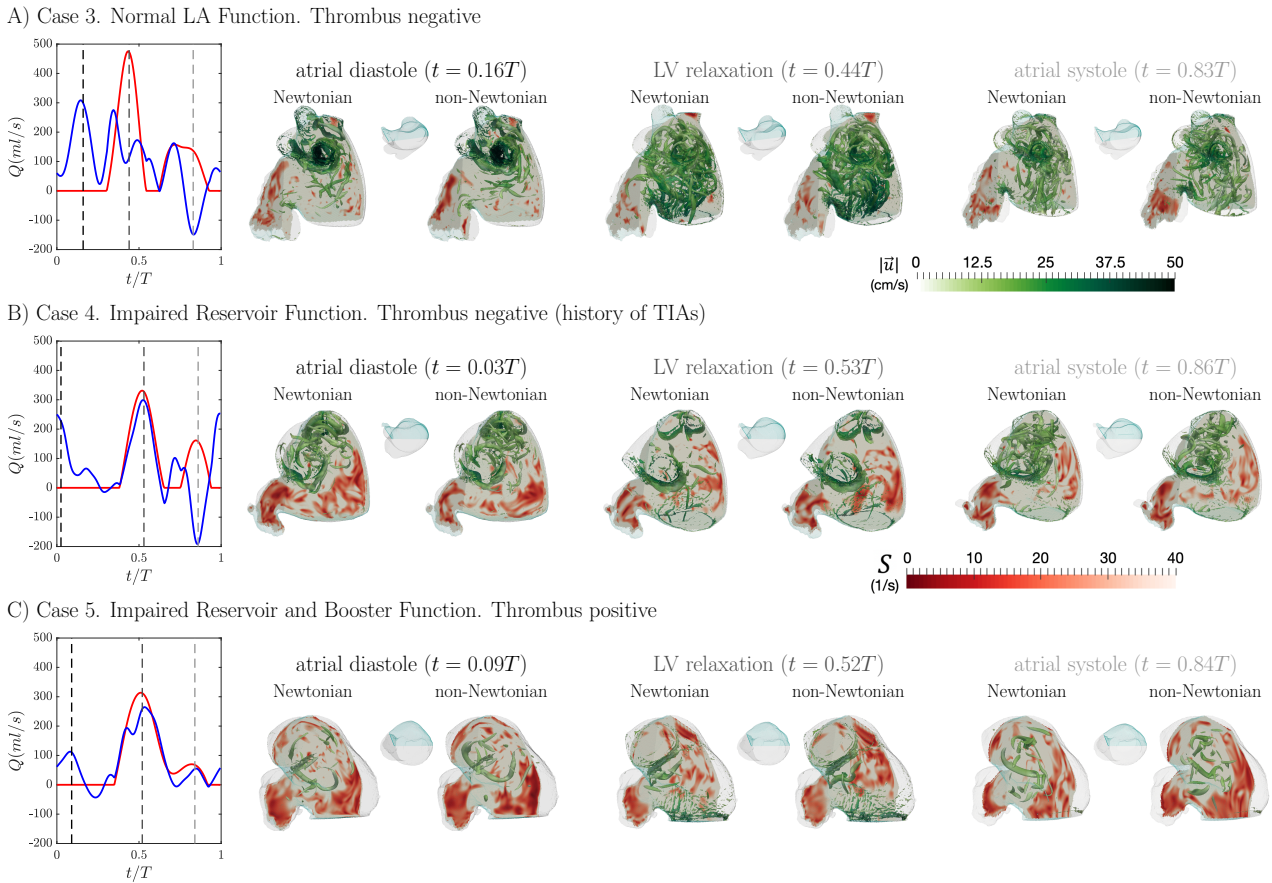 A) Case 3. Normal LA Function. Thrombus negative
500
400
300
200
100
0
-100
-200
Q(ml/s)
0 0.5 1
t/T
atrial diastole (t = 0.16T)
Newtonian non-Newtonian
LV relaxation (t = 0.44T)
Newtonian non-Newtonian
atrial systole (t = 0.83T)
Newtonian non-Newtonian
|u⃗| 0 12.5 25 37.5 50
(cm/s)
B) Case 4. Impaired Reservoir Function. Thrombus negative (history of TIAs)
500
400
300
200
100
0
-100
-200
Q(ml/s)
0 0.5 1
t/T
atrial diastole (t = 0.03T)
Newtonian non-Newtonian
LV relaxation (t = 0.53T)
Newtonian non-Newtonian
atrial systole (t = 0.86T)
Newtonian non-Newtonian
S 0 10 20 30 40
(1/s)
C) Case 5. Impaired Reservoir and Booster Function. Thrombus positive
500
400
300
200
100
0
-100
-200
Q(ml/s)
0 0.5 1
t/T
atrial diastole (t = 0.09T)
Newtonian non-Newtonian
LV relaxation (t = 0.52T)
Newtonian non-Newtonian
atrial systole (t = 0.84T)
Newtonian non-Newtonian